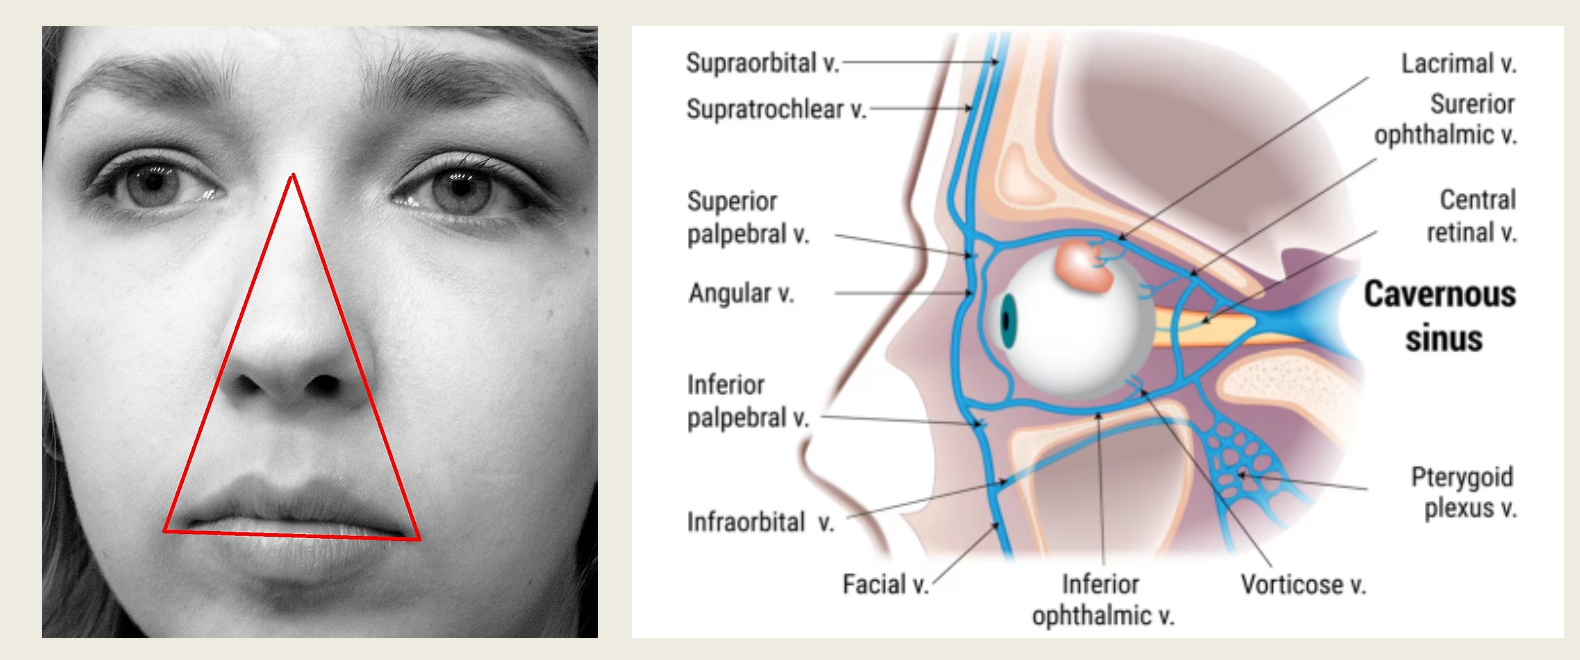 Supraorbital v.
Supratrochlear v.
Superior
palpebral v.
Angular v.
Inferior
palpebral v.
Infraorbital v.
Facial v.
Inferior
ophthalmic v.
Vorticose v.
Lacrimal v.
Surerior
ophthalmic v.
Central
retinal v.
Cavernous
sinus
Pterygoid
plexus v.